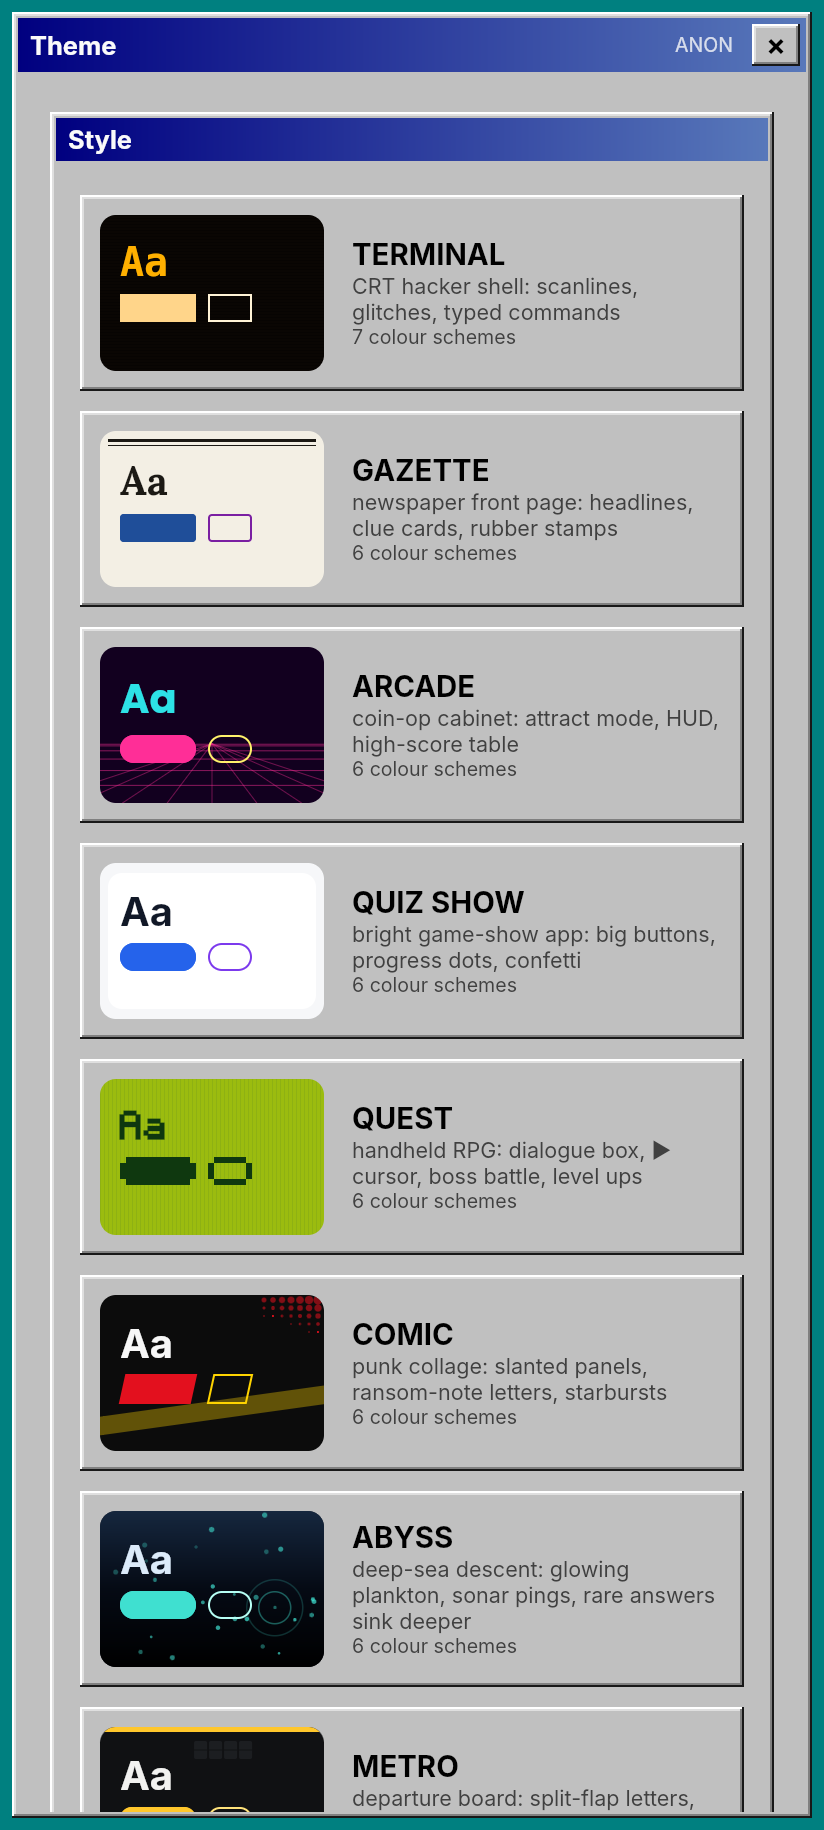 Theme
ANON
×
Style
Aa
TERMINAL
CRT hacker shell: scanlines,
glitches, typed commands
7 colour schemes
Aa
GAZETTE
newspaper front page: headlines,
clue cards, rubber stamps
6 colour schemes
Aa
ARCADE
coin-op cabinet: attract mode, HUD,
high-score table
6 colour schemes
Aa
QUIZ SHOW
bright game-show app: big buttons,
progress dots, confetti
6 colour schemes
Aa
QUEST
handheld RPG: dialogue box, ▶
cursor, boss battle, level ups
6 colour schemes
Aa
COMIC
punk collage: slanted panels,
ransom-note letters, starbursts
6 colour schemes
Aa
ABYSS
deep-sea descent: glowing
plankton, sonar pings, rare answers
sink deeper
6 colour schemes
Aa
METRO
departure board: split-flap letters,